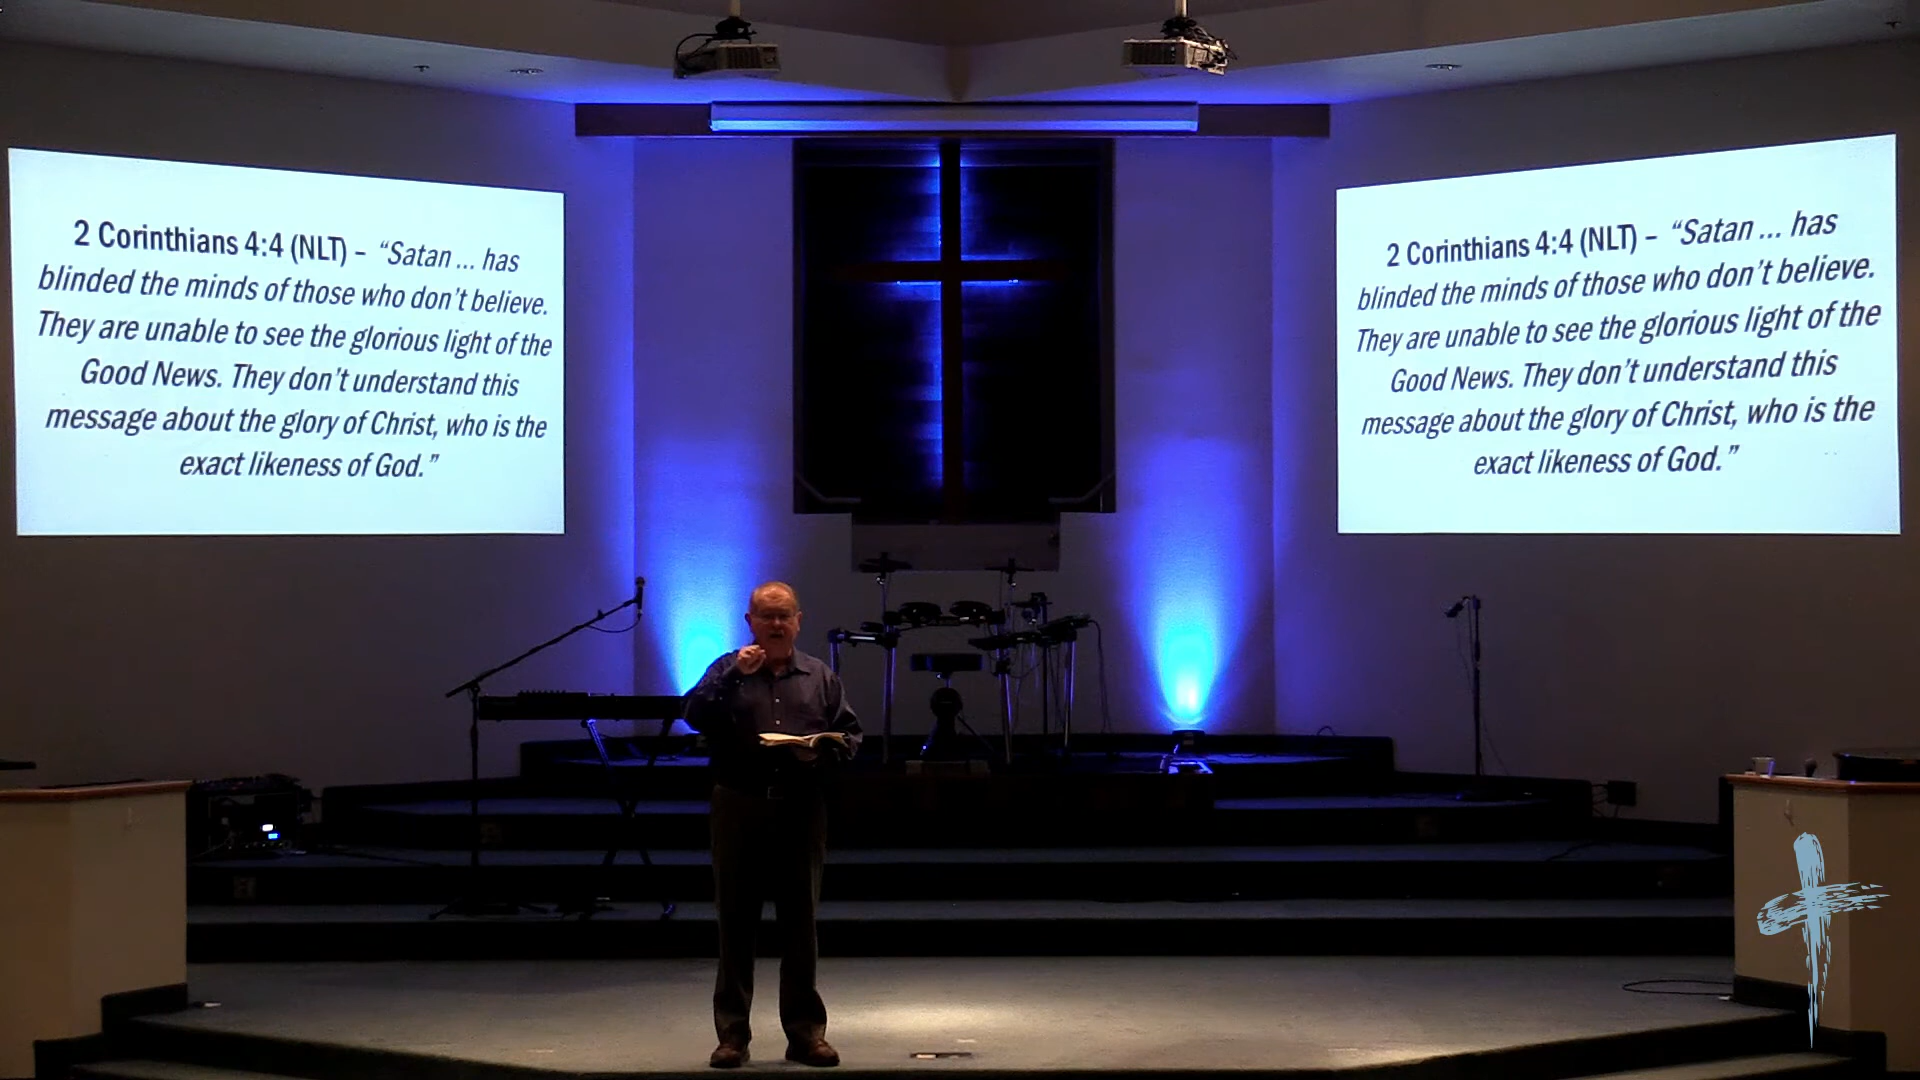 2 Corinthians 4:4 (NLT) – “Satan ... has
blinded the minds of those who don't believe.
They are unable to see the glorious light of the
Good News. They don't understand this
message about the glory of Christ, who is the
exact likeness of God.”
2 Corinthians 4:4 (NLT) – “Satan ... has
blinded the minds of those who don't believe.
They are unable to see the glorious light of the
Good News. They don't understand this
message about the glory of Christ, who is the
exact likeness of God.”